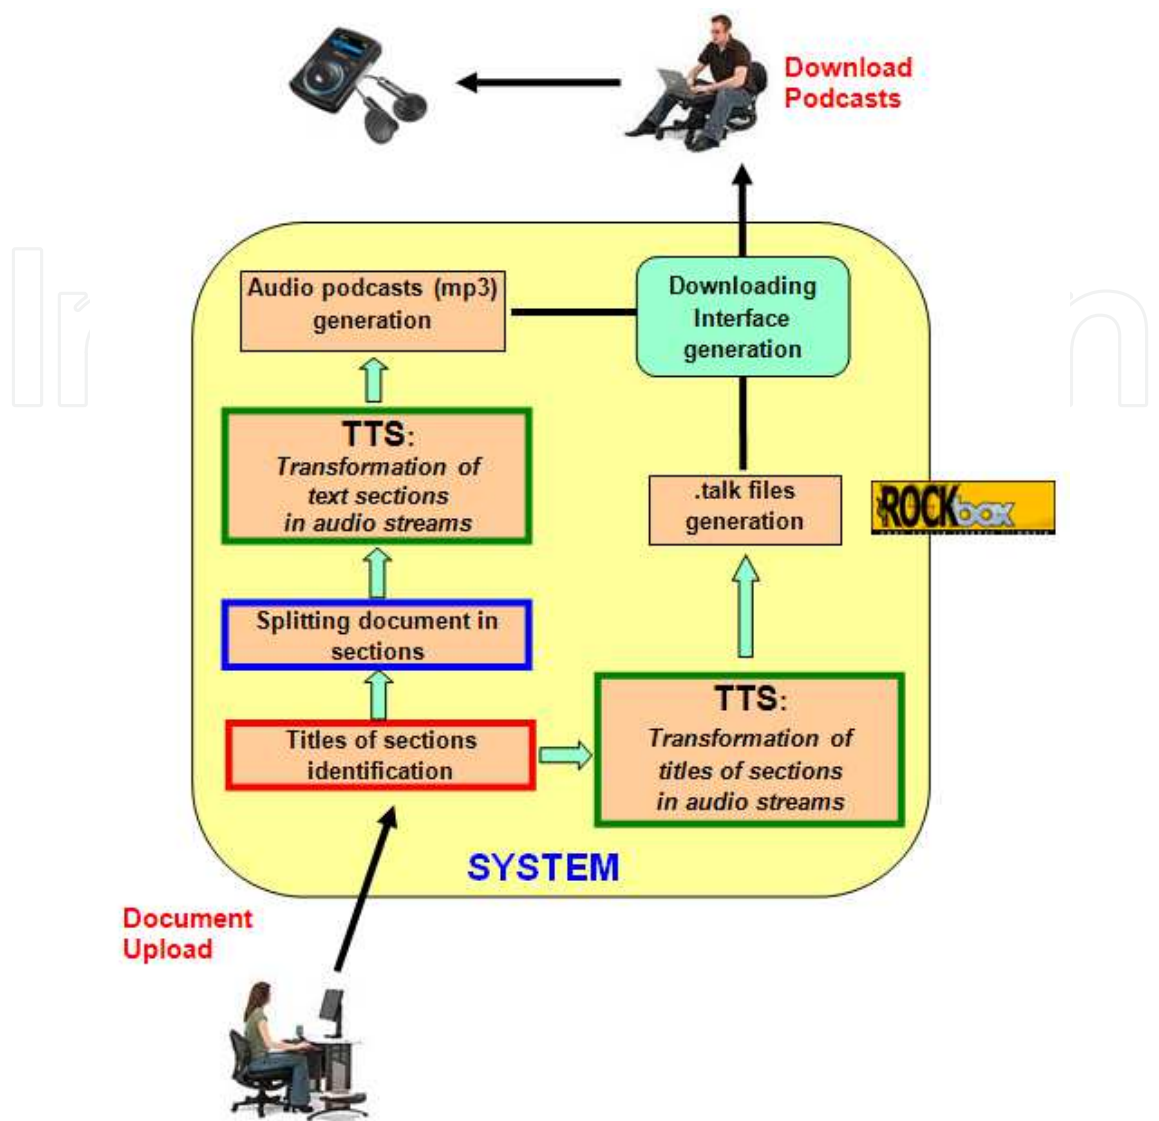 Download
Podcasts
Audio podcasts (mp3)
generation
Downloading
Interface
generation
TTS:
Transformation of
text sections
in audio streams
.talk files
generation
ROCKbox
Splitting document in
sections
TTS:
Transformation of
titles of sections
in audio streams
Titles of sections
identification
SYSTEM
Document
Upload